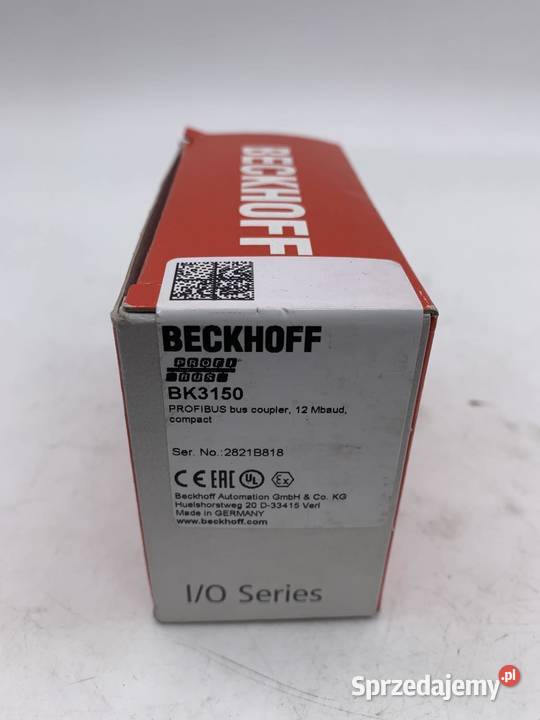 BECKHOFF
BECKHOFF
PROFI
BUS
BK3150
PROFIBUS bus coupler, 12 Mbaud,
compact
Ser. No.:2821B818
CE EAC UL Ex
Beckhoff Automation GmbH & Co. KG
Huelshorstweg 20 D-33415 Verl
Made in GERMANY
www.beckhoff.com
I/O Series
Sprzedajemy.pl